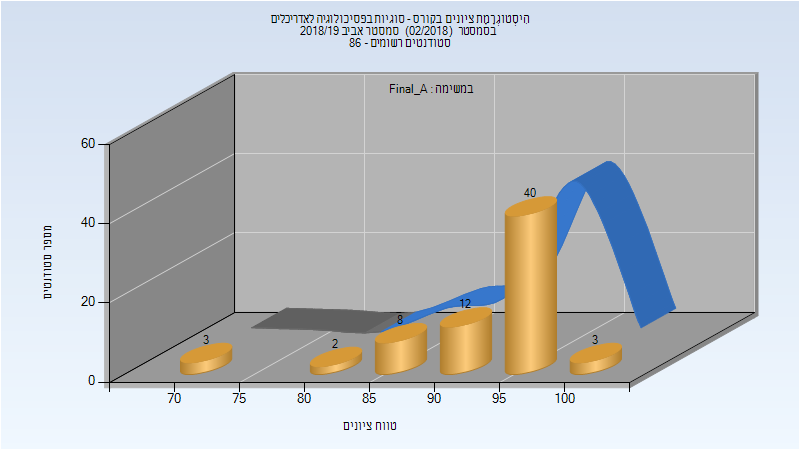 היסטוגרמת ציונים בקורס - סוגיות בפסיכולוגיה לאדריכלים
בסמסטר (02/2018) סמסטר אביב 2018/19
סטודנטים רשומים - 86
במשימה : Final_A
60
40
20
0
מספר סטודנטים
3
2
8
12
40
3
70
75
80
85
90
95
100
טווח ציונים